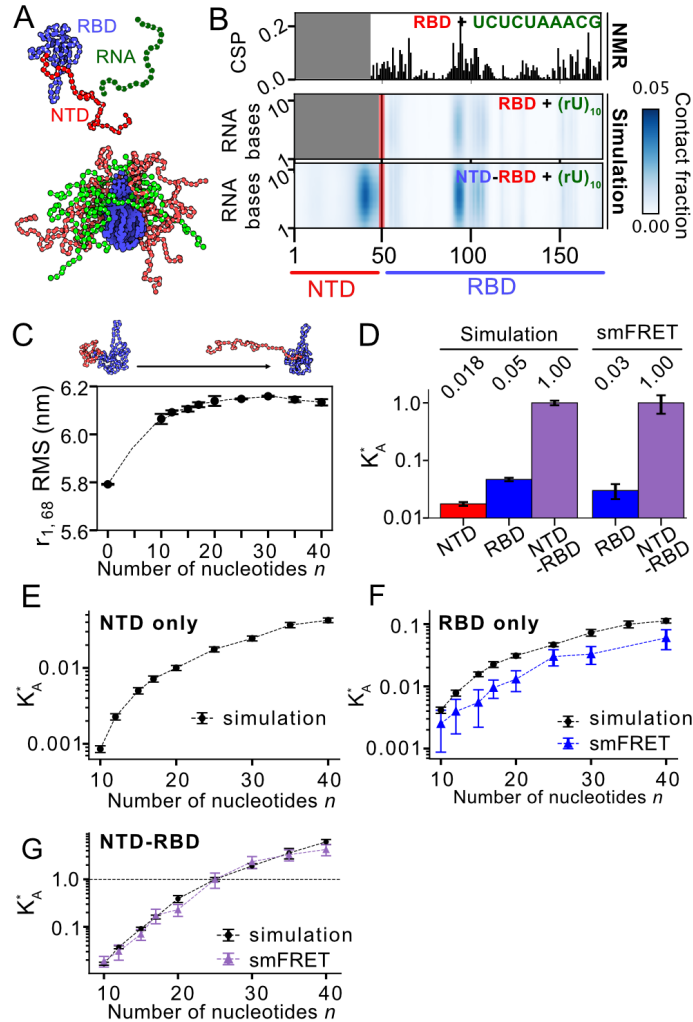 A
RBD
RNA
NTD
B
CSP
0.2
0.0
RBD + UCUCUAAACG
NMR
RNA
bases
10
1
RBD + (rU)10
RNA
bases
10
1
NTD-RBD + (rU)10
Simulation
0.05
0.00
Contact fraction
1 50 100 150
NTD RBD
C
r1, 68 RMS (nm)
6.2
6.0
5.8
5.6
0 10 20 30 40
Number of nucleotides n
D
Simulation smFRET
0.018 0.05 1.00 0.03 1.00
K*A
1.0
0.1
0.01
NTD
RBD
NTD
-RBD
RBD
NTD
-RBD
E
NTD only
K*A
0.010
0.001
simulation
10 20 30 40
Number of nucleotides n
F
RBD only
K*A
0.100
0.010
0.001
simulation
smFRET
10 20 30 40
Number of nucleotides n
G
NTD-RBD
K*A
1.0
0.1
simulation
smFRET
10 20 30 40
Number of nucleotides n